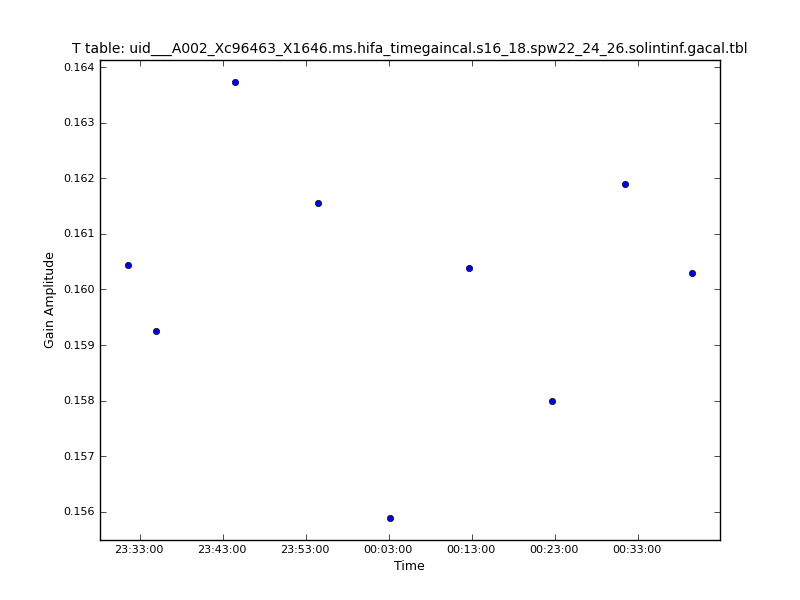 T table: uid___A002_Xc96463_X1646.ms.hifa_timegaincal.s16_18.spw22_24_26.solintinf.gacal.tbl
0.164
0.163
0.162
0.161
0.160
0.159
0.158
0.157
0.156
Gain Amplitude
23:33:00 23:43:00 23:53:00 00:03:00 00:13:00 00:23:00 00:33:00
Time